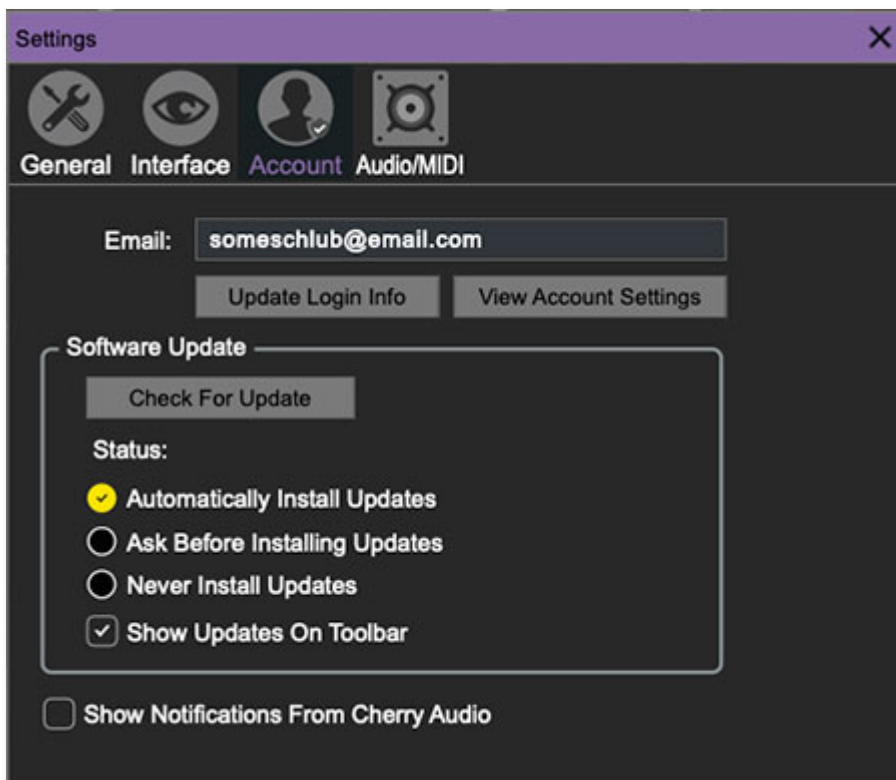 Settings
General Interface Account Audio/MIDI
Email: someschlub@email.com
Update Login Info View Account Settings
Software Update
Check For Update
Status:
Automatically Install Updates
Ask Before Installing Updates
Never Install Updates
Show Updates On Toolbar
Show Notifications From Cherry Audio